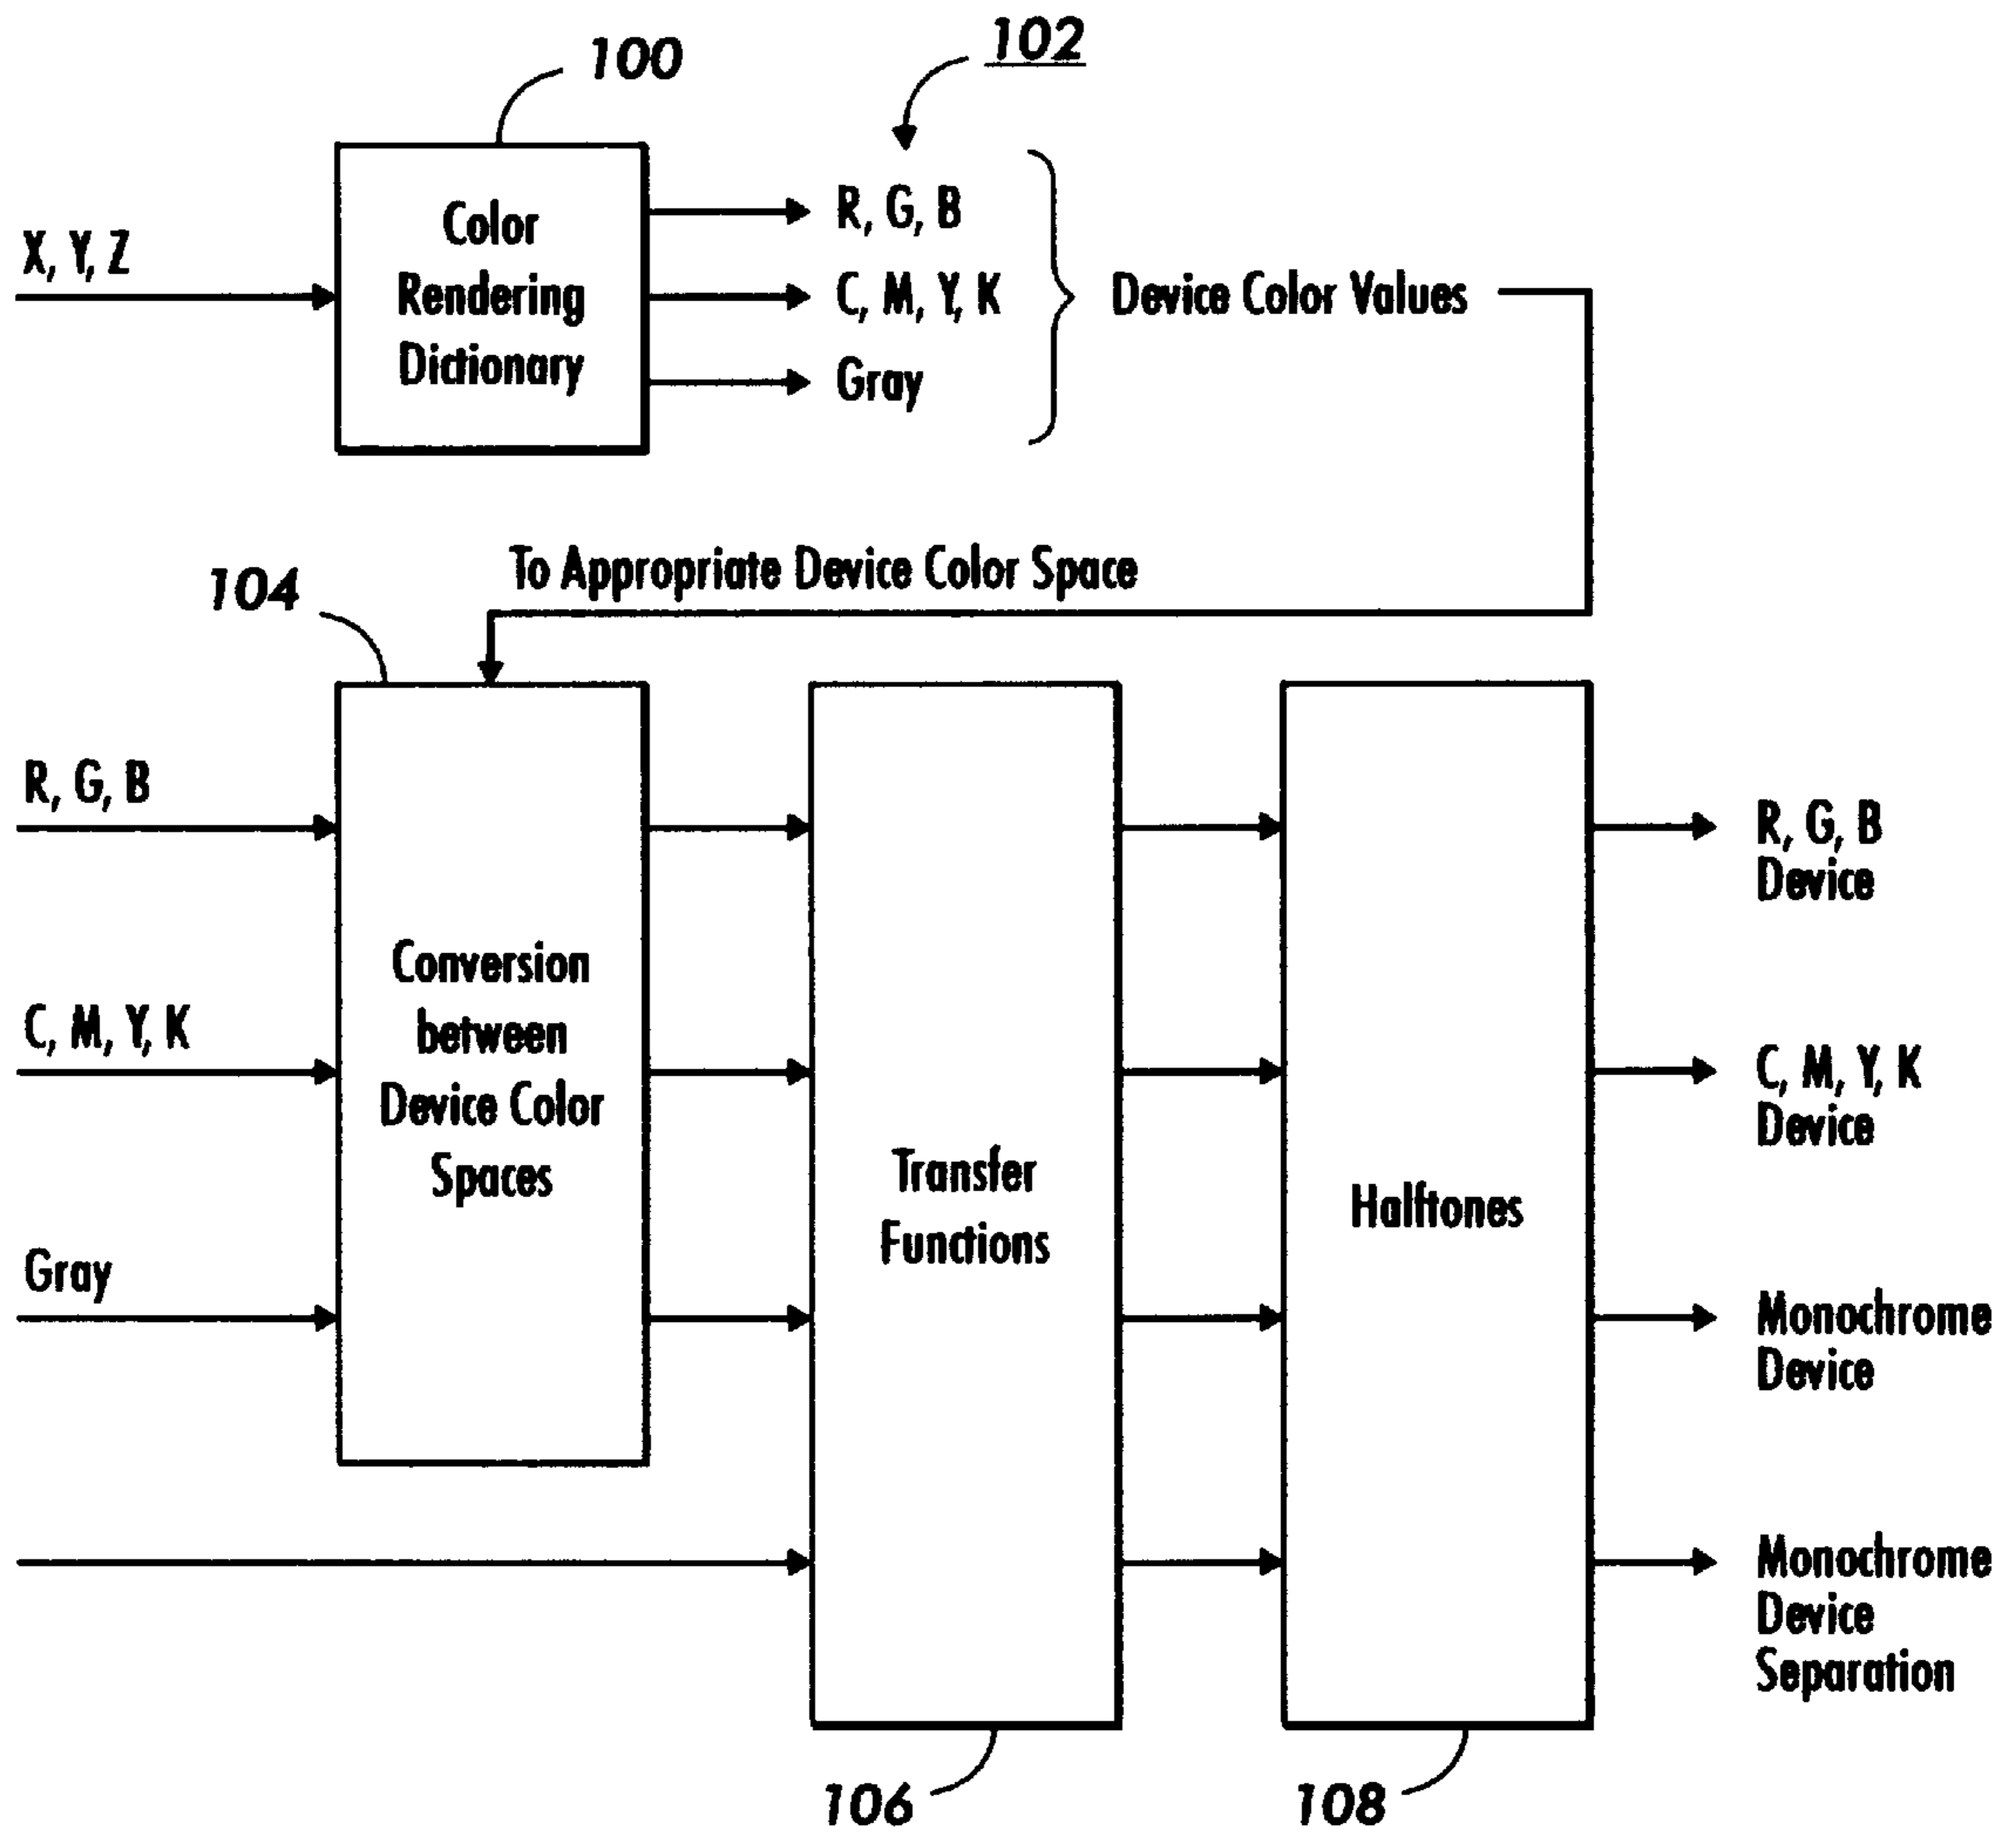 100
102
X, Y, Z
Color
Rendering
Dictionary
R, G, B
C, M, Y, K
Gray
Device Color Values
To Appropriate Device Color Space
104
R, G, B
C, M, Y, K
Gray
Conversion
between
Device Color
Spaces
Transfer
Functions
Halftones
R, G, B
Device
C, M, Y, K
Device
Monochrome
Device
Monochrome
Device
Separation
106
108